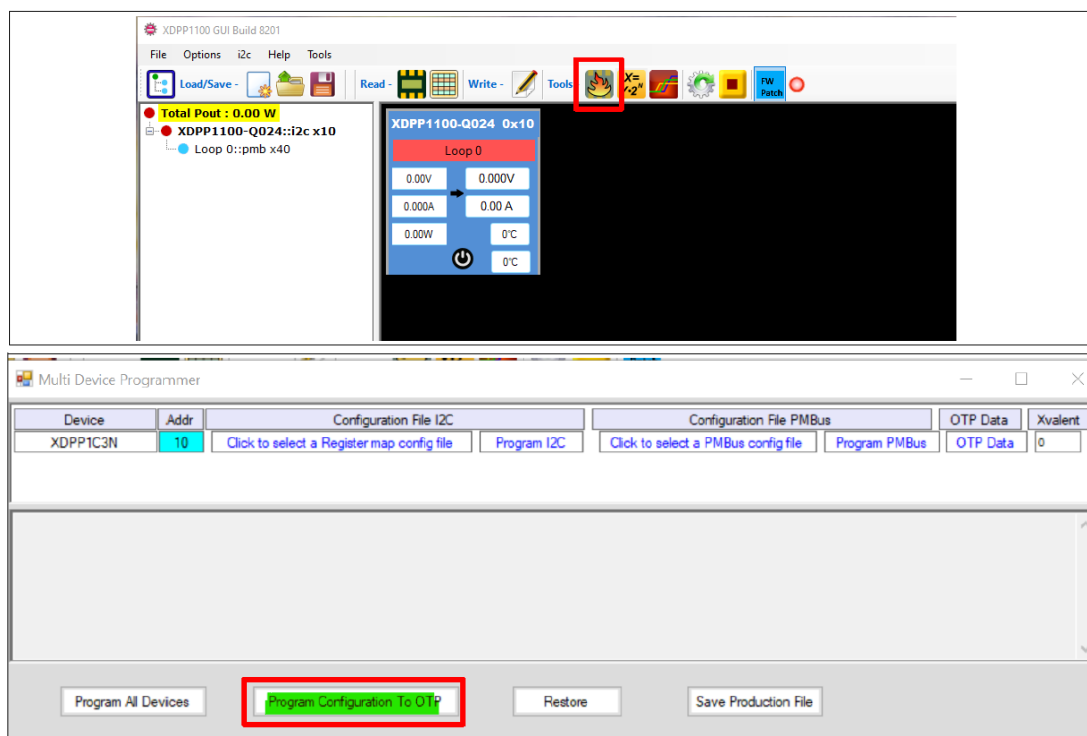 XDPP1100 GUI Build 8201
File Options i2c Help Tools
Load/Save - Read - Write - Tools X= Y·2ᴺ FW Patch
Total Pout : 0.00 W
XDPP1100-Q024::i2c x10
Loop 0::pmb x40
XDPP1100-Q024 0x10
Loop 0
0.00V 0.000V
0.000A 0.00 A
0.00W 0°C
0°C
Multi Device Programmer
Device Addr Configuration File I2C Configuration File PMBus OTP Data Xvalent
XDPP1C3N 10 Click to select a Register map config file Program I2C Click to select a PMBus config file Program PMBus OTP Data 0
Program All Devices Program Configuration To OTP Restore Save Production File